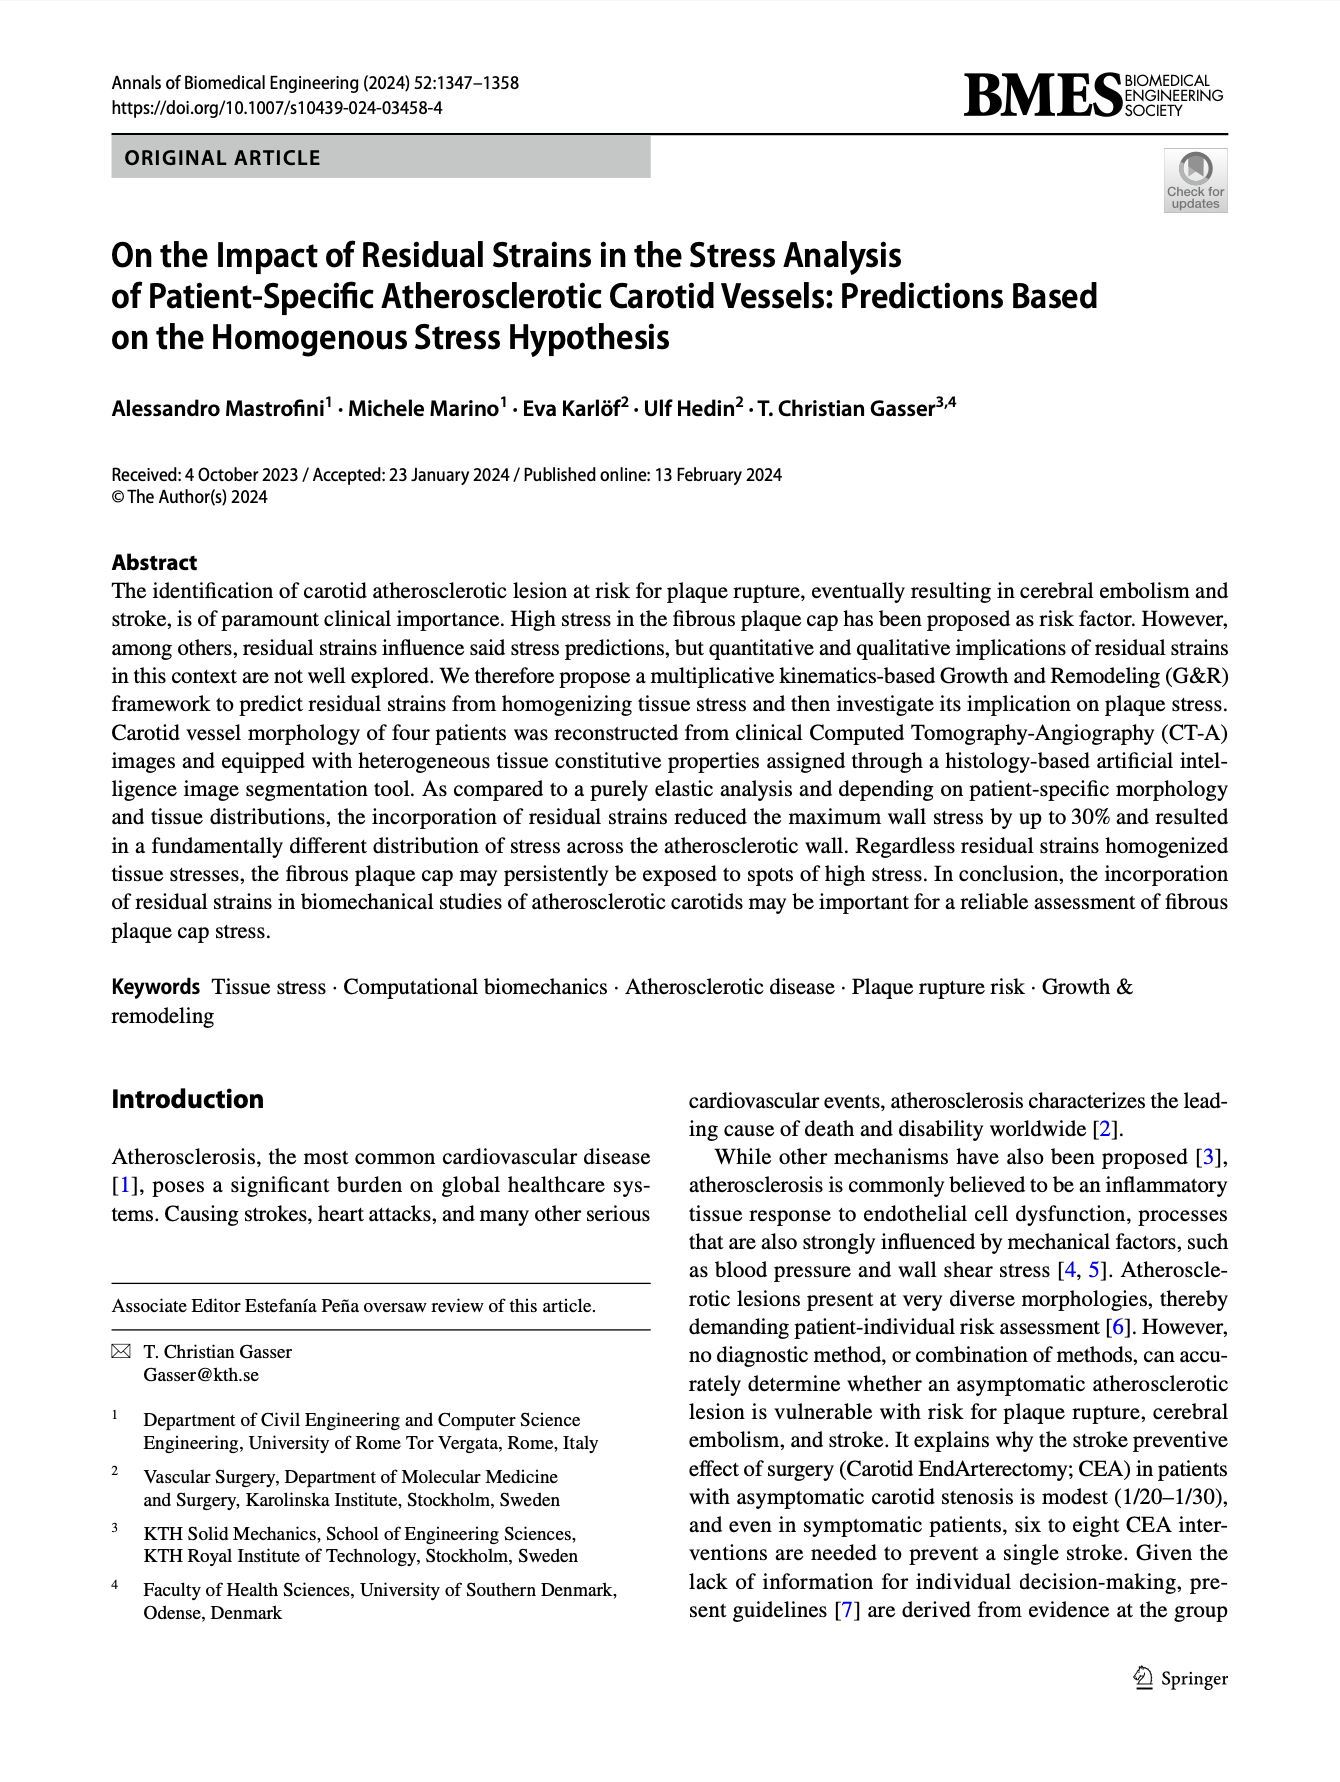 Annals of Biomedical Engineering (2024) 52:1347–1358
https://doi.org/10.1007/s10439-024-03458-4
BMES BIOMEDICAL
ENGINEERING
SOCIETY
ORIGINAL ARTICLE
Check for
updates
On the Impact of Residual Strains in the Stress Analysis
of Patient-Specific Atherosclerotic Carotid Vessels: Predictions Based
on the Homogenous Stress Hypothesis
Alessandro Mastrofini¹ · Michele Marino¹ · Eva Karlöf² · Ulf Hedin² · T. Christian Gasser³,⁴
Received: 4 October 2023 / Accepted: 23 January 2024 / Published online: 13 February 2024
© The Author(s) 2024
Abstract
The identification of carotid atherosclerotic lesion at risk for plaque rupture, eventually resulting in cerebral embolism and
stroke, is of paramount clinical importance. High stress in the fibrous plaque cap has been proposed as risk factor. However,
among others, residual strains influence said stress predictions, but quantitative and qualitative implications of residual strains
in this context are not well explored. We therefore propose a multiplicative kinematics-based Growth and Remodeling (G&R)
framework to predict residual strains from homogenizing tissue stress and then investigate its implication on plaque stress.
Carotid vessel morphology of four patients was reconstructed from clinical Computed Tomography-Angiography (CT-A)
images and equipped with heterogeneous tissue constitutive properties assigned through a histology-based artificial intel-
ligence image segmentation tool. As compared to a purely elastic analysis and depending on patient-specific morphology
and tissue distributions, the incorporation of residual strains reduced the maximum wall stress by up to 30% and resulted
in a fundamentally different distribution of stress across the atherosclerotic wall. Regardless residual strains homogenized
tissue stresses, the fibrous plaque cap may persistently be exposed to spots of high stress. In conclusion, the incorporation
of residual strains in biomechanical studies of atherosclerotic carotids may be important for a reliable assessment of fibrous
plaque cap stress.
Keywords Tissue stress · Computational biomechanics · Atherosclerotic disease · Plaque rupture risk · Growth &
remodeling
Introduction
Atherosclerosis, the most common cardiovascular disease
[1], poses a significant burden on global healthcare sys-
tems. Causing strokes, heart attacks, and many other serious
Associate Editor Estefanía Peña oversaw review of this article.
T. Christian Gasser
Gasser@kth.se
1 Department of Civil Engineering and Computer Science
Engineering, University of Rome Tor Vergata, Rome, Italy
2 Vascular Surgery, Department of Molecular Medicine
and Surgery, Karolinska Institute, Stockholm, Sweden
3 KTH Solid Mechanics, School of Engineering Sciences,
KTH Royal Institute of Technology, Stockholm, Sweden
4 Faculty of Health Sciences, University of Southern Denmark,
Odense, Denmark
cardiovascular events, atherosclerosis characterizes the lead-
ing cause of death and disability worldwide [2].
While other mechanisms have also been proposed [3],
atherosclerosis is commonly believed to be an inflammatory
tissue response to endothelial cell dysfunction, processes
that are also strongly influenced by mechanical factors, such
as blood pressure and wall shear stress [4, 5]. Atheroscle-
rotic lesions present at very diverse morphologies, thereby
demanding patient-individual risk assessment [6]. However,
no diagnostic method, or combination of methods, can accu-
rately determine whether an asymptomatic atherosclerotic
lesion is vulnerable with risk for plaque rupture, cerebral
embolism, and stroke. It explains why the stroke preventive
effect of surgery (Carotid EndArterectomy; CEA) in patients
with asymptomatic carotid stenosis is modest (1/20–1/30),
and even in symptomatic patients, six to eight CEA inter-
ventions are needed to prevent a single stroke. Given the
lack of information for individual decision-making, pre-
sent guidelines [7] are derived from evidence at the group
Springer